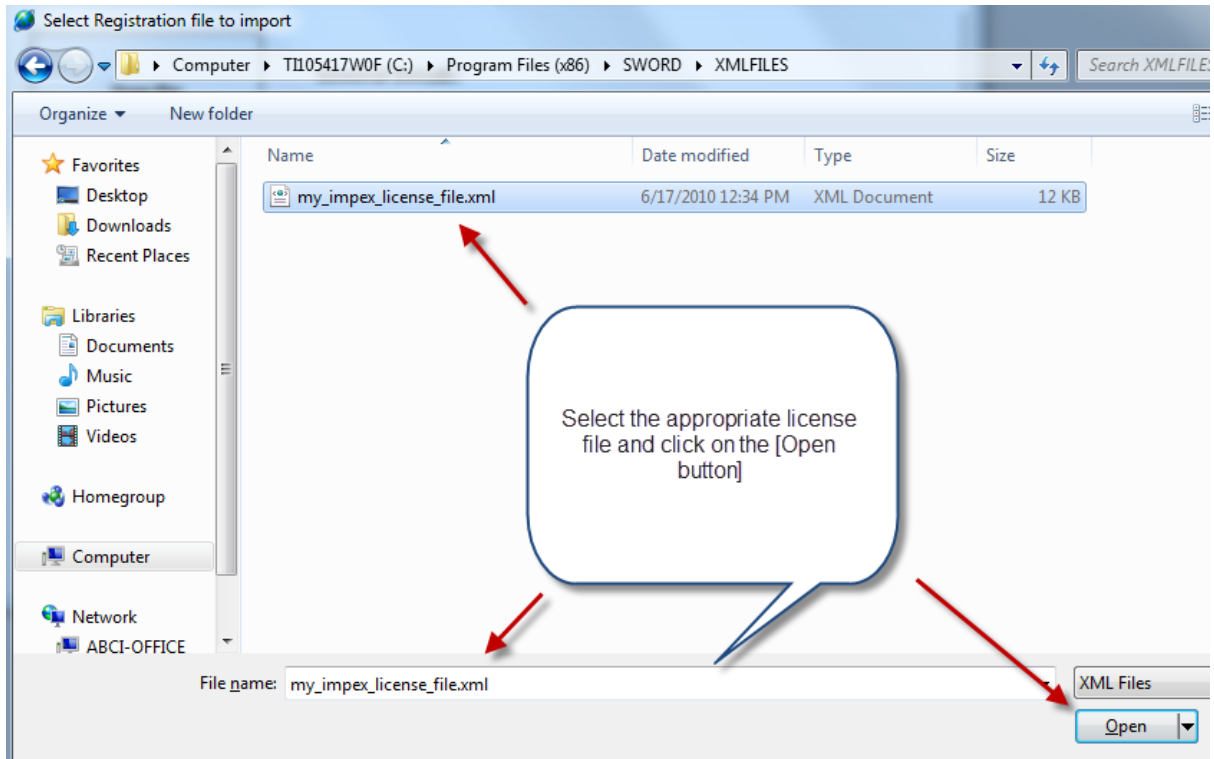 Select Registration file to import
Computer TI105417W0F (C:) Program Files (x86) SWORD XMLFILES Search XMLFILES
Organize New folder
Name Date modified Type Size
my_impex_license_file.xml 6/17/2010 12:34 PM XML Document 12 KB
Favorites
Desktop
Downloads
Recent Places
Libraries
Documents
Music
Pictures
Videos
Homegroup
Computer
Network
ABCI-OFFICE
Select the appropriate license
file and click on the [Open
button]
File name: my_impex_license_file.xml XML Files
Open